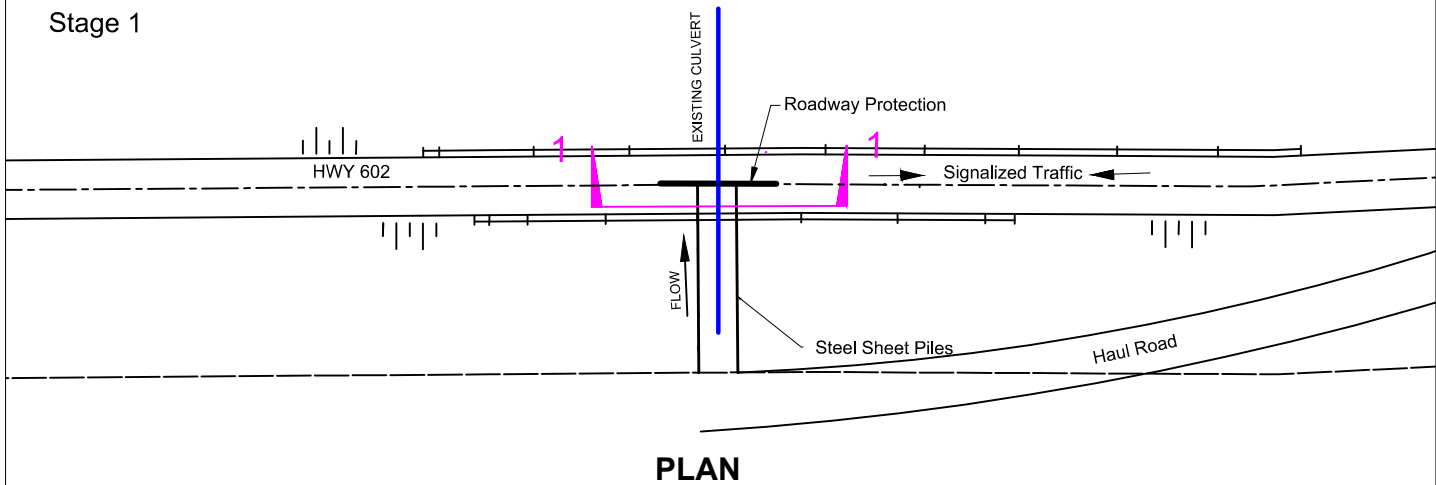 Stage 1
EXISTING CULVERT
Roadway Protection
1
1
HWY 602
Signalized Traffic
FLOW
Steel Sheet Piles
Haul Road
PLAN